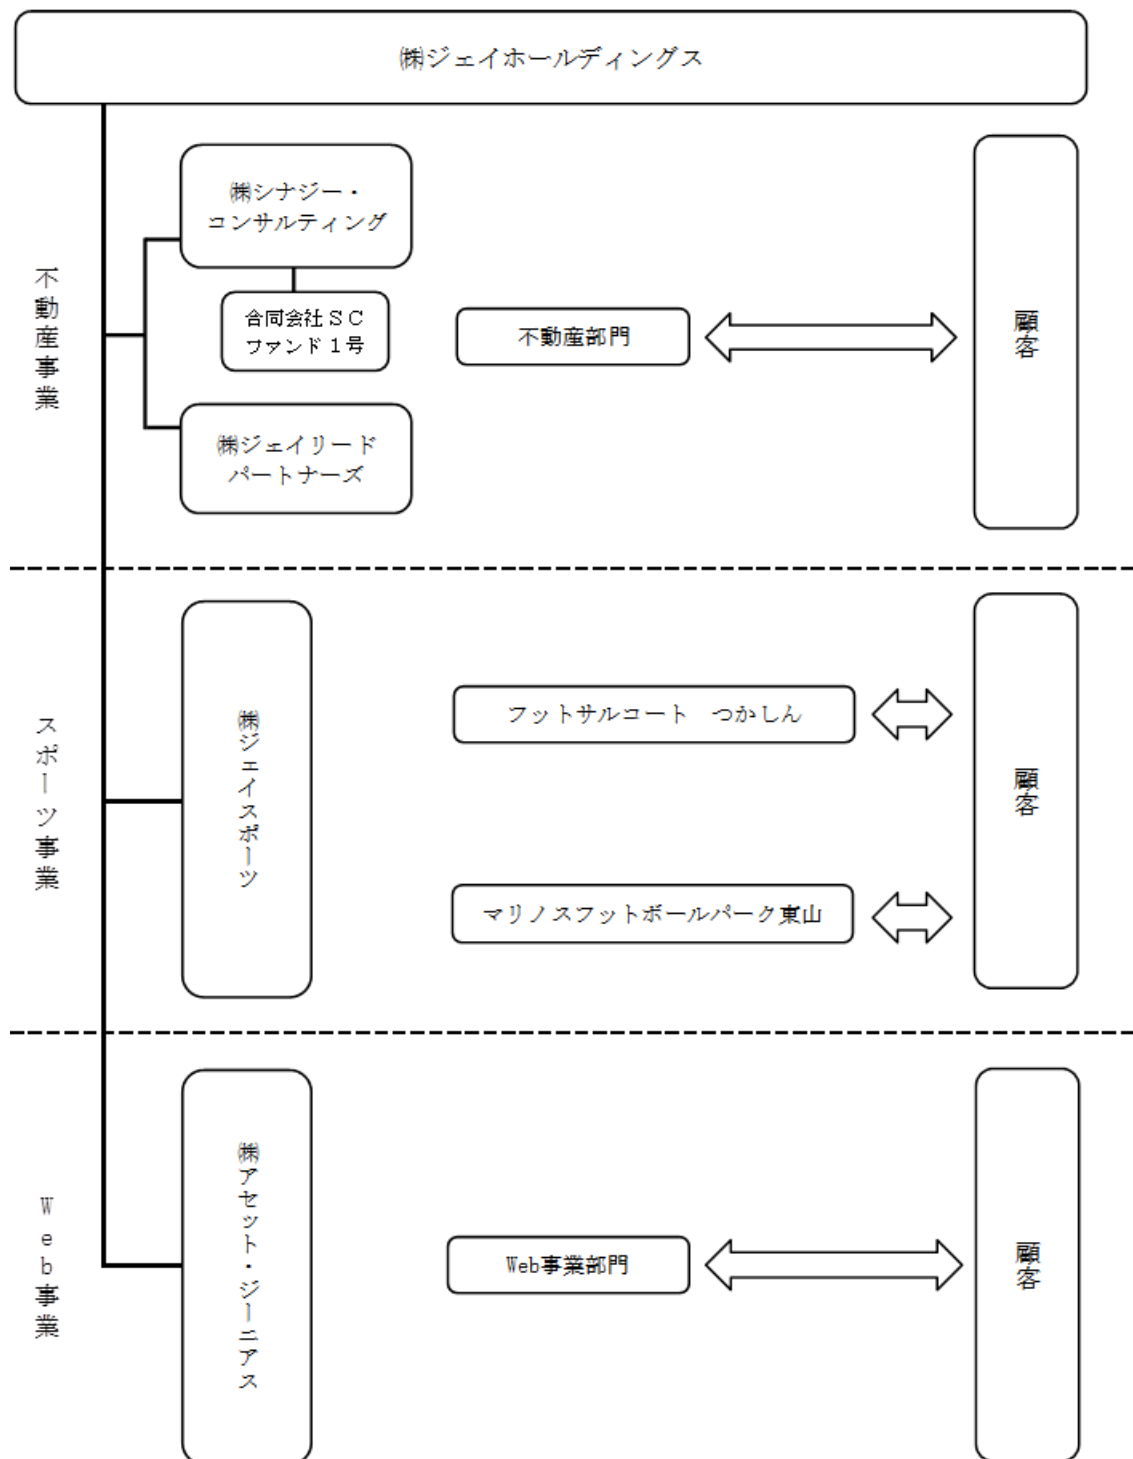 ㈱ジェイホールディングス
不動産事業
㈱シナジー・
コンサルティング
合同会社ＳＣ
ファンド１号
㈱ジェイリード
パートナーズ
不動産部門
顧客
スポーツ事業
㈱ジェイスポーツ
フットサルコート　つかしん
マリノスフットボールパーク東山
顧客
Web事業
㈱アセット・ジーニアス
Web事業部門
顧客